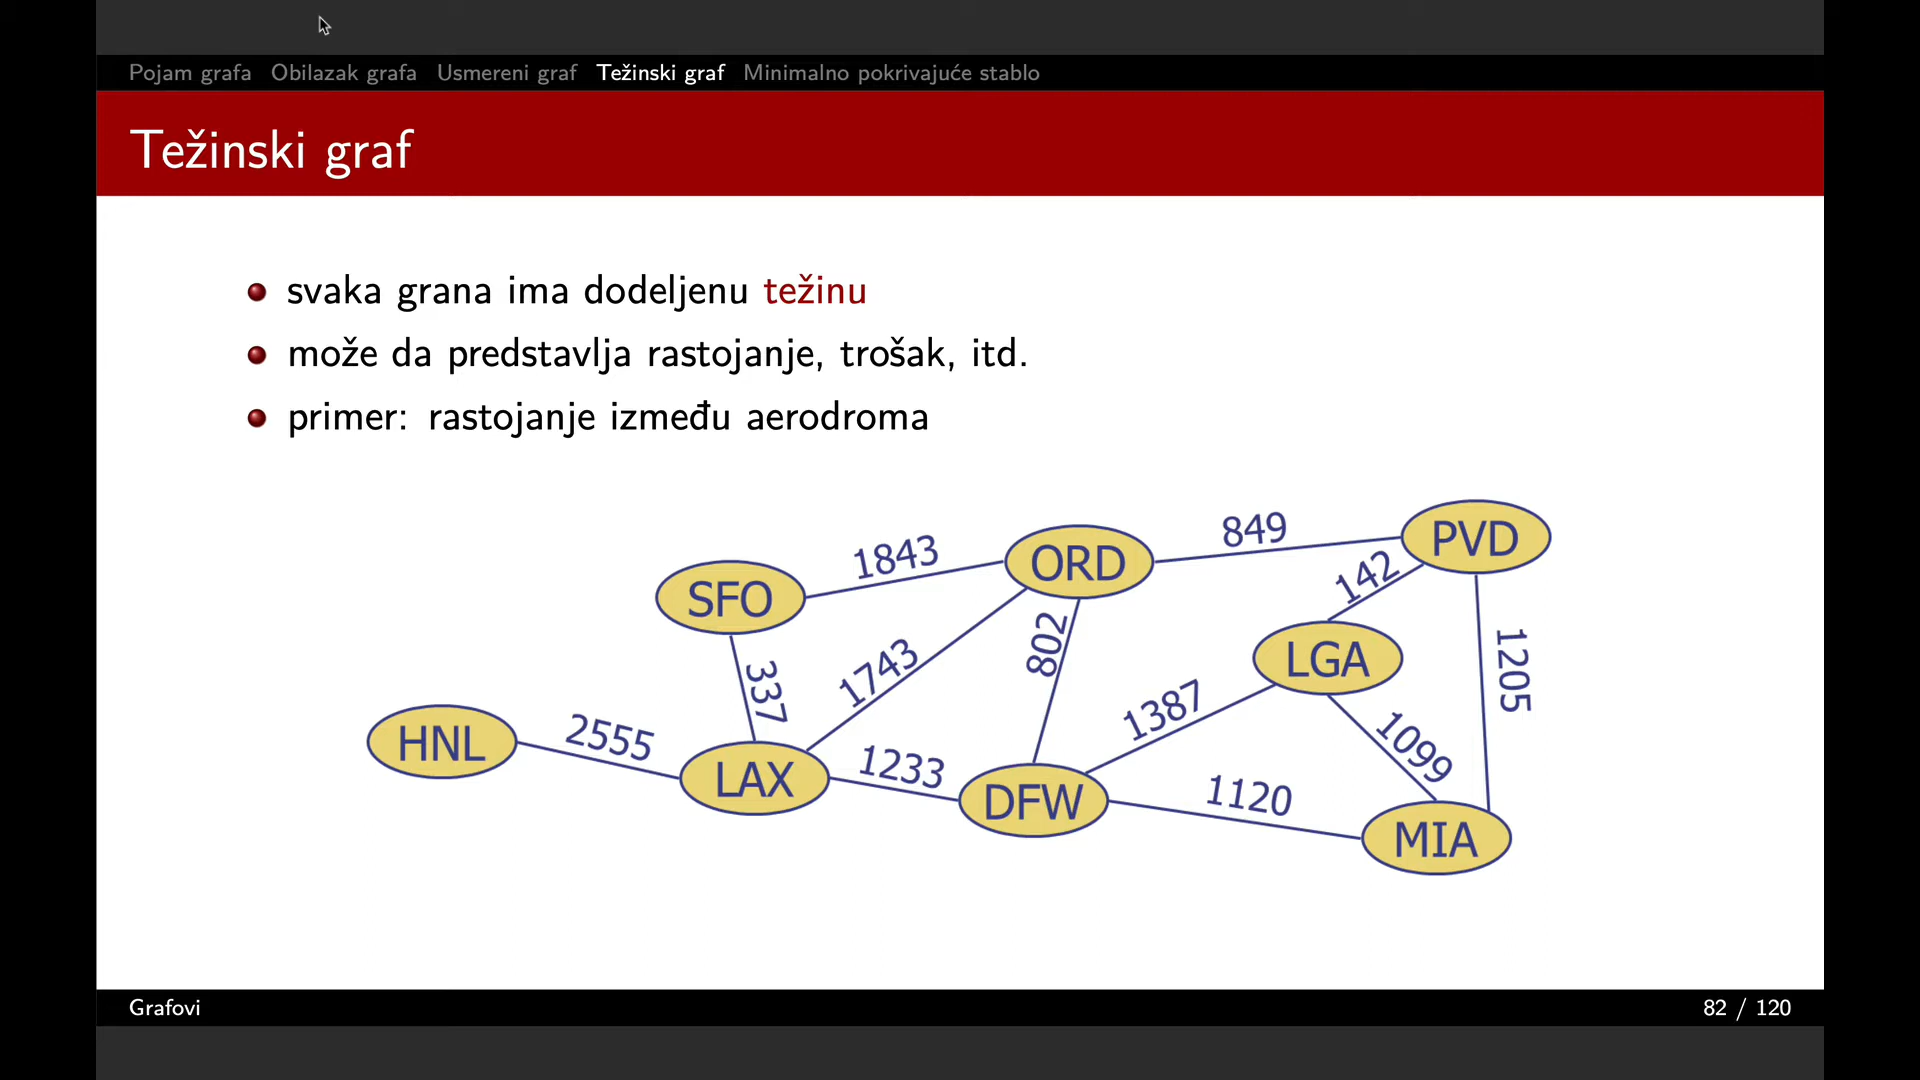 Pojam grafa Obilazak grafa Usmereni graf Težinski graf Minimalno pokrivajuće stablo
Težinski graf
svaka grana ima dodeljenu težinu
može da predstavlja rastojanje, trošak, itd.
primer: rastojanje između aerodroma
849
PVD
1843
ORD
142
SFO
802
LGA
1205
337
1743
1387
HNL
2555
1099
LAX
1233
DFW
1120
MIA
Grafovi
82 / 120